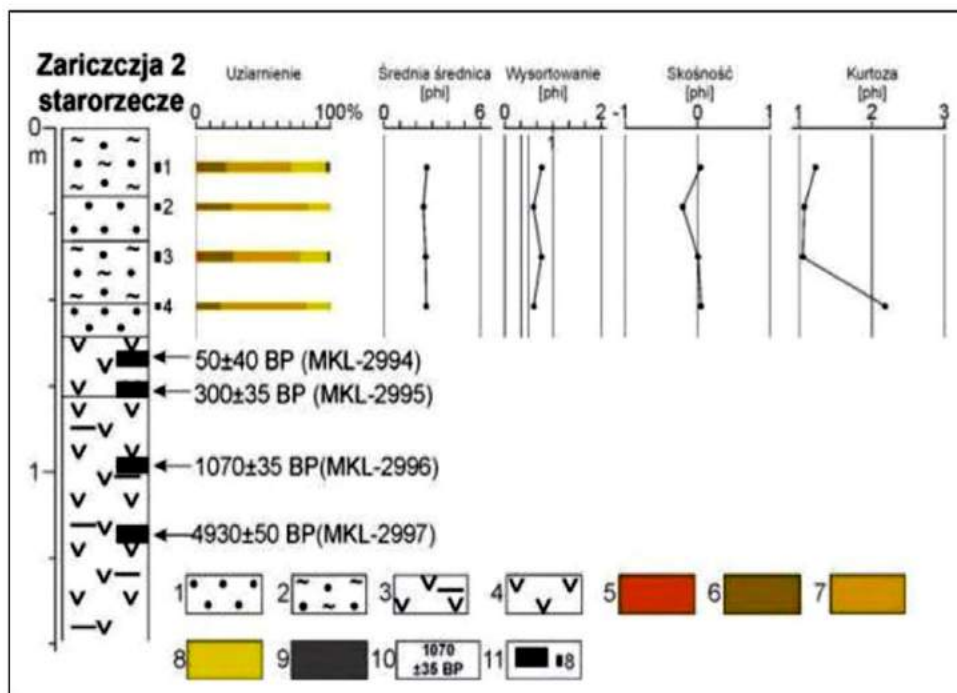 Zariczczja 2
starorzecze
Uziarnienie
Średnia średnica
[phi]
Wysortowanie
[phi]
Skośność
[phi]
Kurtoza
[phi]
0 100%
0 6
0 2
-1 0 1
1 2 3
1
0
m
1
2
3
4
50±40 BP (MKL-2994)
300±35 BP (MKL-2995)
1
1070±35 BP(MKL-2996)
4930±50 BP(MKL-2997)
1 2 3 4 5 6 7
8 9 10 1070 ±35 BP 11 8